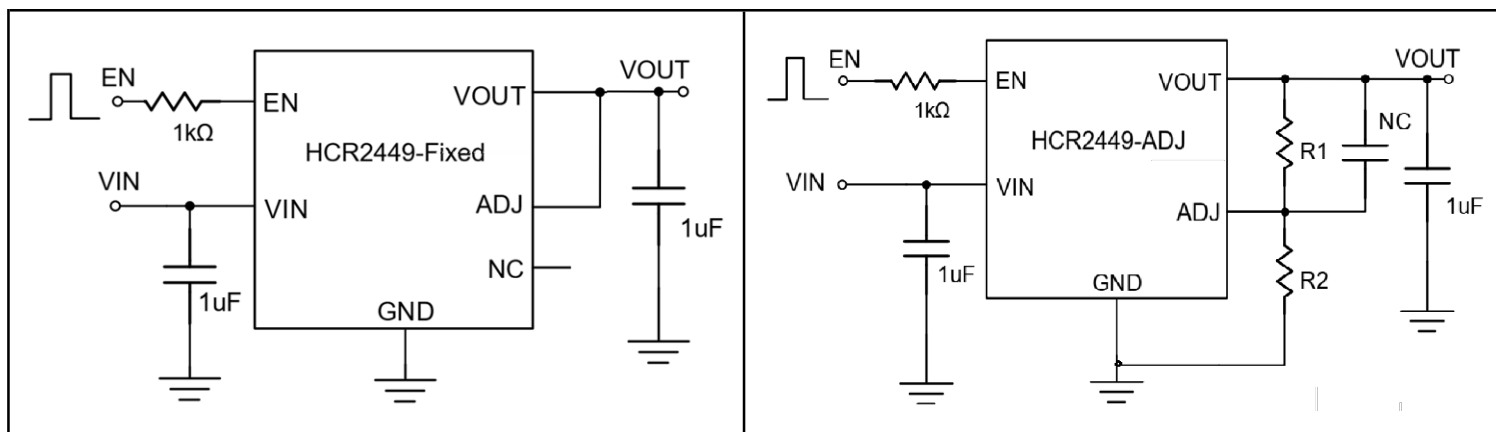 EN
1kΩ
EN
VOUT
VOUT
HCR2449-Fixed
VIN
VIN
ADJ
1uF
1uF
NC
GND
EN
1kΩ
EN
VOUT
VOUT
HCR2449-ADJ
NC
R1
VIN
VIN
ADJ
1uF
1uF
R2
GND